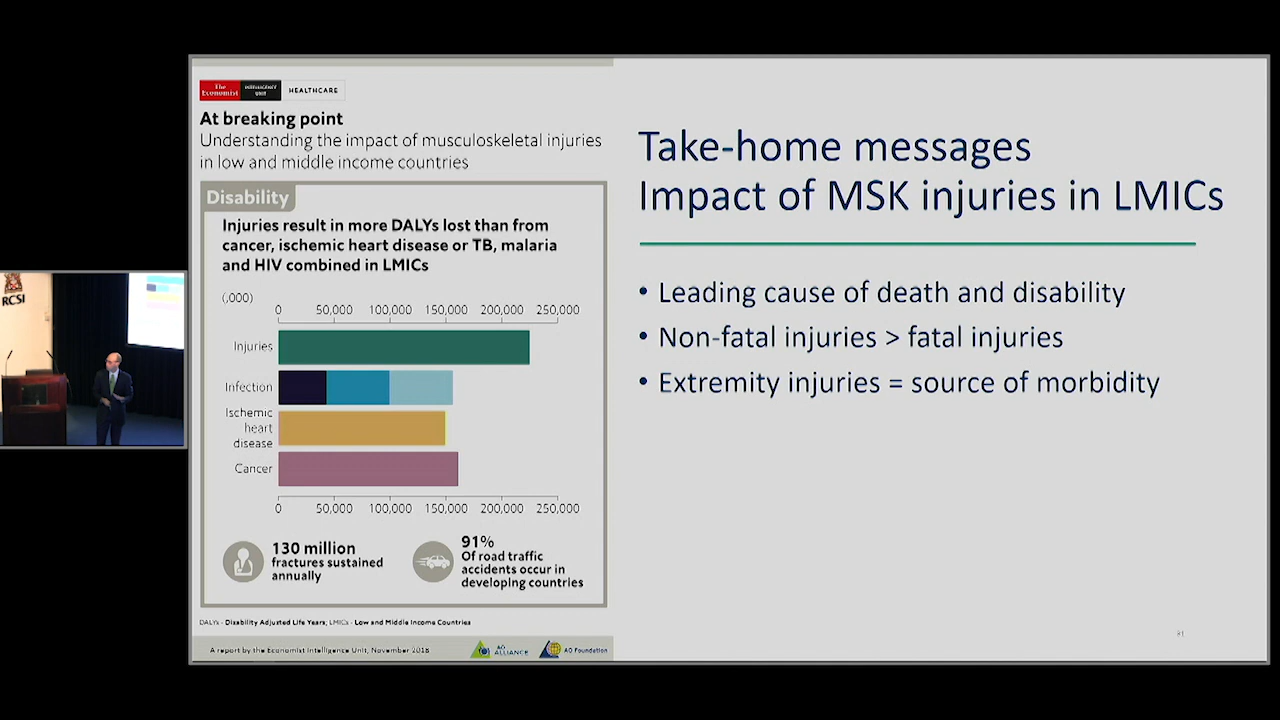 RCSI
The
Economist
INTELLIGENCE
UNIT
HEALTHCARE
At breaking point
Understanding the impact of musculoskeletal injuries
in low and middle income countries
Disability
Injuries result in more DALYs lost than from
cancer, ischemic heart disease or TB, malaria
and HIV combined in LMICs
(,000)
0 50,000 100,000 150,000 200,000 250,000
Injuries
Infection
Ischemic
heart
disease
Cancer
0 50,000 100,000 150,000 200,000 250,000
130 million
fractures sustained
annually
91%
Of road traffic
accidents occur in
developing countries
DALYs - Disability Adjusted Life Years; LMICs - Low and Middle Income Countries
A report by the Economist Intelligence Unit, November 2018
AO
ALLIANCE
AO Foundation
Take-home messages
Impact of MSK injuries in LMICs
• Leading cause of death and disability
• Non-fatal injuries > fatal injuries
• Extremity injuries = source of morbidity